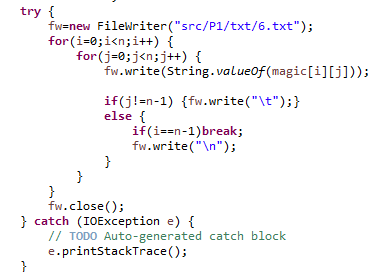 try {
    fw=new FileWriter("src/P1/txt/6.txt");
    for(i=0;i<n;i++) {
        for(j=0;j<n;j++) {
            fw.write(String.valueOf(magic[i][j]));

            if(j!=n-1) {fw.write("\t");}
            else {
                if(i==n-1)break;
                fw.write("\n");
            }
        }
    }
    fw.close();
} catch (IOException e) {
    // TODO Auto-generated catch block
    e.printStackTrace();
}